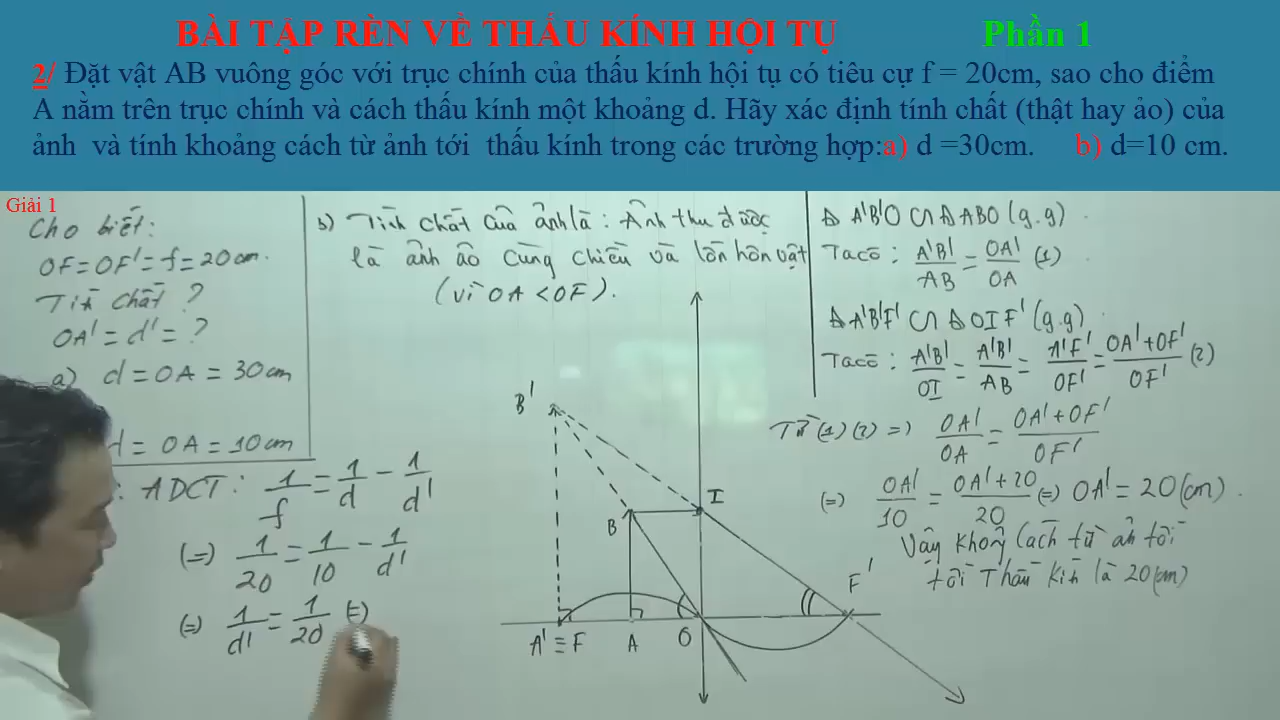 BÀI TẬP RÈN VỀ THẤU KÍNH HỘI TỤ Phần 1
2/ Đặt vật AB vuông góc với trục chính của thấu kính hội tụ có tiêu cự f = 20cm, sao cho điểm
A nằm trên trục chính và cách thấu kính một khoảng d. Hãy xác định tính chất (thật hay ảo) của
ảnh và tính khoảng cách từ ảnh tới thấu kính trong các trường hợp:a) d =30cm. b) d=10 cm.
Giải 1
Cho biết:
OF=OF'=f=20cm.
Tính chất ?
OA'=d'=?
a) d=OA=30cm
d=OA=10cm
: ADCT: 1/f = 1/d - 1/d'
(=) 1/20 = 1/10 - 1/d'
(=) 1/d' = 1/20 (=)
b) Tính chất của ảnh là: Ảnh thu được
là ảnh ảo cùng chiều và lớn hơn vật
(vì OA<OF).
B'
B
I
A'≡F
A
O
F'
Δ A'B'O ∽ Δ ABO (g.g)
Ta có: A'B'/AB = OA'/OA (1)
Δ A'B'F' ∽ Δ OIF' (g.g)
Ta có: A'B'/OI = A'B'/AB = A'F'/OF' = OA'+OF'/OF' (2)
Từ (1)(2) =) OA'/OA = OA'+OF'/OF'
(=) OA'/10 = OA'+20/20 (=) OA'=20(cm).
Vậy khoảng cách từ ảnh tới
tới thấu kính là 20(cm)